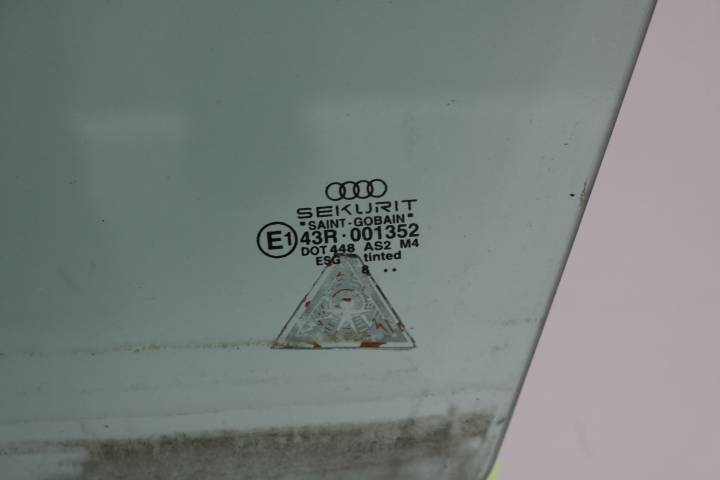 SEKURIT
"SAINT-GOBAIN"
E1 43R-001352
DOT 448 AS2 M4
ESG tinted
8 ..